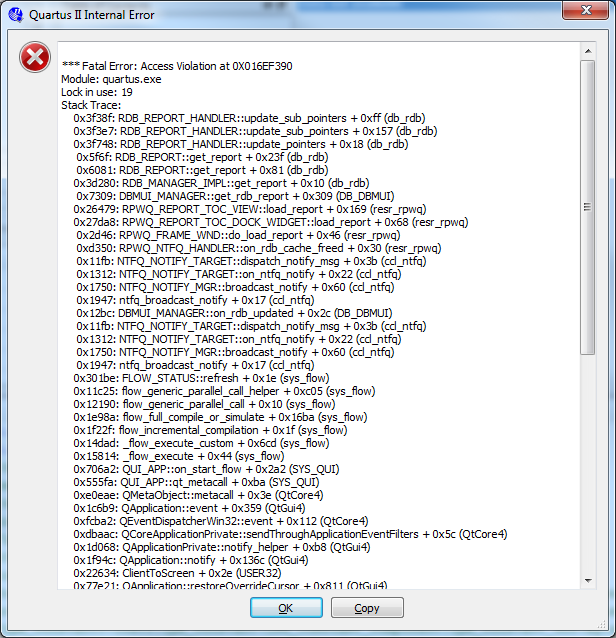 Quartus II Internal Error
*** Fatal Error: Access Violation at 0X016EF390
Module: quartus.exe
Lock in use: 19
Stack Trace:
0x3f38f: RDB_REPORT_HANDLER::update_sub_pointers + 0xff (db_rdb)
0x3f3e7: RDB_REPORT_HANDLER::update_sub_pointers + 0x157 (db_rdb)
0x3f748: RDB_REPORT_HANDLER::update_pointers + 0x18 (db_rdb)
0x5f6f: RDB_REPORT::get_report + 0x23f (db_rdb)
0x6081: RDB_REPORT::get_report + 0x81 (db_rdb)
0x3d280: RDB_MANAGER_IMPL::get_report + 0x10 (db_rdb)
0x7309: DBMUI_MANAGER::get_rdb_report + 0x309 (DB_DBMUI)
0x26479: RPWQ_REPORT_TOC_VIEW::load_report + 0x169 (resr_rpwq)
0x27da8: RPWQ_REPORT_TOC_DOCK_WIDGET::load_report + 0x68 (resr_rpwq)
0x2d46: RPWQ_FRAME_WND::do_load_report + 0x46 (resr_rpwq)
0xd350: RPWQ_NTFQ_HANDLER::on_rdb_cache_freed + 0x30 (resr_rpwq)
0x11fb: NTFQ_NOTIFY_TARGET::dispatch_notify_msg + 0x3b (ccl_ntfq)
0x1312: NTFQ_NOTIFY_TARGET::on_ntfq_notify + 0x22 (ccl_ntfq)
0x1750: NTFQ_NOTIFY_MGR::broadcast_notify + 0x60 (ccl_ntfq)
0x1947: ntfq_broadcast_notify + 0x17 (ccl_ntfq)
0x12bc: DBMUI_MANAGER::on_rdb_updated + 0x2c (DB_DBMUI)
0x11fb: NTFQ_NOTIFY_TARGET::dispatch_notify_msg + 0x3b (ccl_ntfq)
0x1312: NTFQ_NOTIFY_TARGET::on_ntfq_notify + 0x22 (ccl_ntfq)
0x1750: NTFQ_NOTIFY_MGR::broadcast_notify + 0x60 (ccl_ntfq)
0x1947: ntfq_broadcast_notify + 0x17 (ccl_ntfq)
0x301be: FLOW_STATUS::refresh + 0x1e (sys_flow)
0x11c25: flow_generic_parallel_call_helper + 0xc05 (sys_flow)
0x12190: flow_generic_parallel_call + 0x10 (sys_flow)
0x1e98a: flow_full_compile_or_simulate + 0x16ba (sys_flow)
0x1f22f: flow_incremental_compilation + 0x1f (sys_flow)
0x14dad: _flow_execute_custom + 0x6cd (sys_flow)
0x15814: _flow_execute + 0x44 (sys_flow)
0x706a2: QUI_APP::on_start_flow + 0x2a2 (SYS_QUI)
0x555fa: QUI_APP::qt_metacall + 0xba (SYS_QUI)
0xe0eae: QMetaObject::metacall + 0x3e (QtCore4)
0x1c6b9: QApplication::event + 0x359 (QtGui4)
0xfcba2: QEventDispatcherWin32::event + 0x112 (QtCore4)
0xdbaac: QCoreApplicationPrivate::sendThroughApplicationEventFilters + 0x5c (QtCore4)
0x1d068: QApplicationPrivate::notify_helper + 0xb8 (QtGui4)
0x1f94c: QApplication::notify + 0x136c (QtGui4)
0x22634: ClientToScreen + 0x2e (USER32)
0x77e21: QApplication::restoreOverrideCursor + 0x811 (QtGui4)
OK Copy